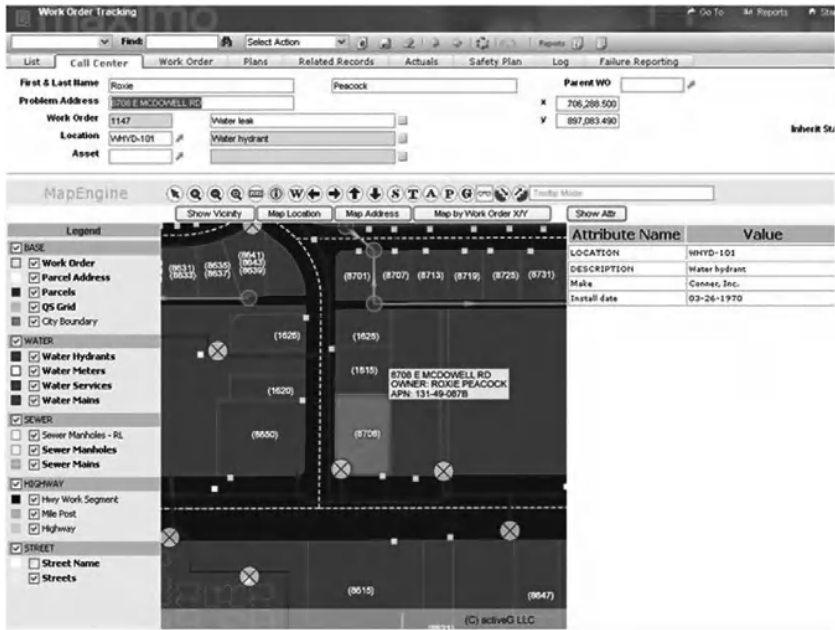 maximo
Work Order Tracking
Go To Reports
Find: Select Action Reports
List Call Center Work Order Plans Related Records Actuals Safety Plan Log Failure Reporting
First & Last Name Roxie Peacock Parent WO
Problem Address 8708 E MCDOWELL RD X 706,288.500
Work Order 1147 Water leak Y 897,083.490
Location WHYD-101 Water hydrant Inherit
Asset
MapEngine W S T A P G Tooltip Mode
Show Vicinity Map Location Map Address Map by Work Order X/Y Show Attr
Legend
BASE
Work Order
Parcel Address
Parcels
QS Grid
City Boundary
WATER
Water Hydrants
Water Meters
Water Services
Water Mains
SEWER
Sewer Manholes - RL
Sewer Manholes
Sewer Mains
HIGHWAY
Hwy Work Segment
Mile Post
Highway
STREET
Street Name
Streets
(8631) (8635) (8641)
(8633) (8637) (8643)
(8639)
(8701) (8707) (8713) (8719) (8725) (8731)
(1626) (1625)
(1615)
(1620)
8708 E MCDOWELL RD
OWNER: ROXIE PEACOCK
APN: 131-49-087B
(8650) (8708)
(8615) (8647)
(C) activeG LLC
Attribute Name Value
LOCATION WHYD-101
DESCRIPTION Water hydrant
Make Conner, Inc.
Install date 03-26-1970